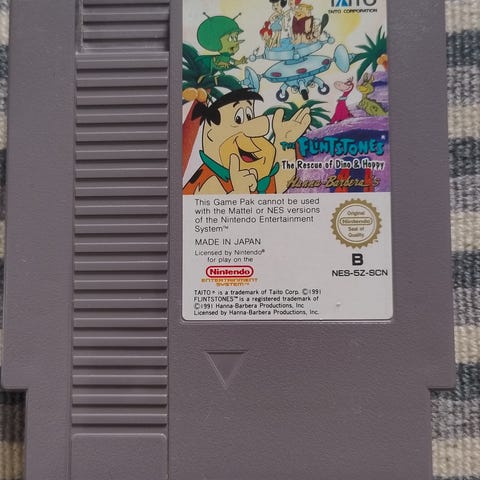 TAITO
TAITO CORPORATION
THE FLINTSTONES
The Rescue of Dino & Hoppy
Hanna-Barbera's
This Game Pak cannot be used
with the Mattel or NES versions
of the Nintendo Entertainment
System™
MADE IN JAPAN
Licensed by Nintendo®
for play on the
Nintendo
ENTERTAINMENT
SYSTEM™
Original
Nintendo
Seal of
Quality
B
NES-5Z-SCN
TAITO® is a trademark of Taito Corp. ©1991
FLINTSTONES™ is a registered trademark of
©1991 Hanna-Barbera Productions, Inc
Licensed by Hanna-Barbera Productions, Inc.